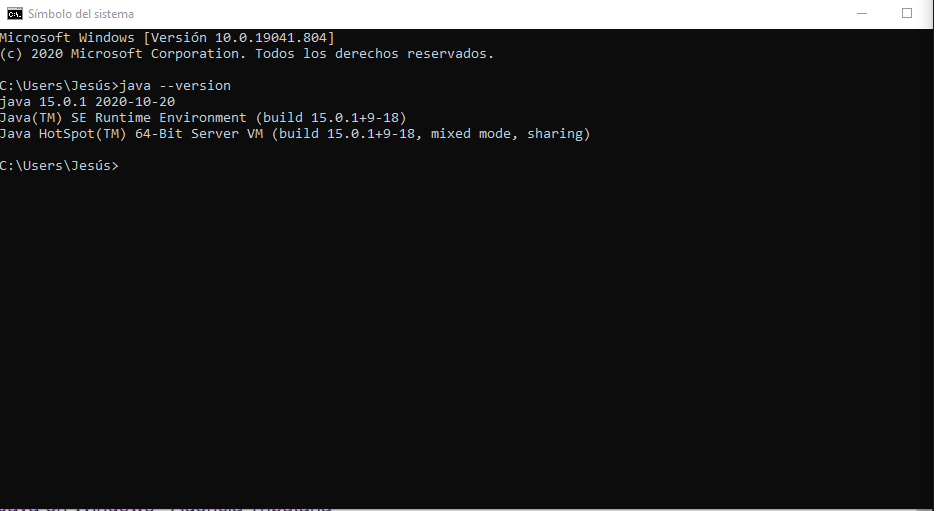 Símbolo del sistema
Microsoft Windows [Versión 10.0.19041.804]
(c) 2020 Microsoft Corporation. Todos los derechos reservados.
C:\Users\Jesús>java --version
java 15.0.1 2020-10-20
Java(TM) SE Runtime Environment (build 15.0.1+9-18)
Java HotSpot(TM) 64-Bit Server VM (build 15.0.1+9-18, mixed mode, sharing)
C:\Users\Jesús>